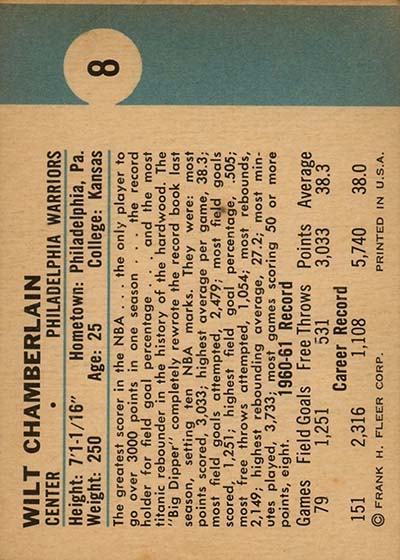 8
WILT CHAMBERLAIN
CENTER • PHILADELPHIA WARRIORS
Height: 7'1-1/16" Hometown: Philadelphia, Pa.
Weight: 250 Age: 25 College: Kansas
The greatest scorer in the NBA . . . the only player to
go over 3000 points in one season . . . the record
holder for field goal percentage . . . and the most
titanic rebounder in the history of the hardwood. The
"Big Dipper" completely rewrote the record book last
season, setting ten NBA marks. They were: most
points scored, 3,033; highest average per game, 38.3;
most field goals attempted, 2,479; most field goals
scored, 1,251; highest field goal percentage, .505;
most free throws attempted, 1,054; most rebounds,
2,149; highest rebounding average, 27.2; most min-
utes played, 3,733; most games scoring 50 or more
points, eight.
1960-61 Record
Games Field Goals Free Throws Points Average
79 1,251 531 3,033 38.3
Career Record
151 2,316 1,108 5,740 38.0
© FRANK H. FLEER CORP. PRINTED IN U.S.A.